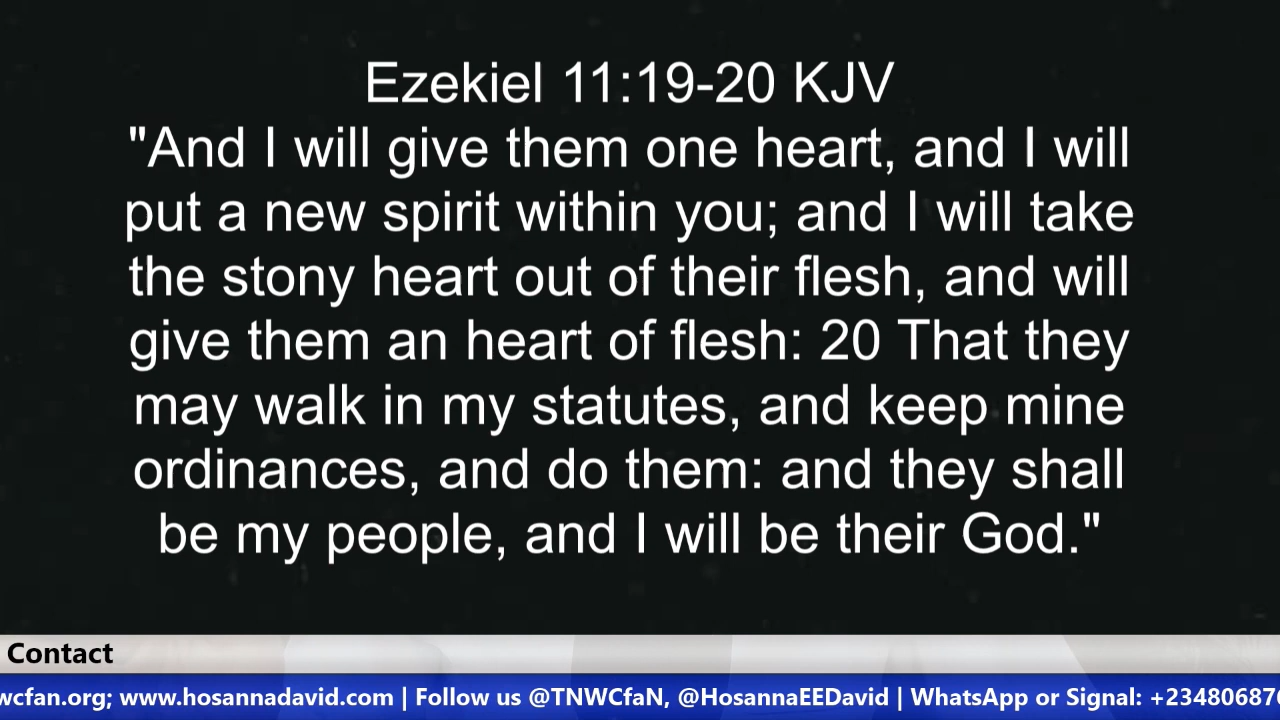 Ezekiel 11:19-20 KJV
"And I will give them one heart, and I will
put a new spirit within you; and I will take
the stony heart out of their flesh, and will
give them an heart of flesh: 20 That they
may walk in my statutes, and keep mine
ordinances, and do them: and they shall
be my people, and I will be their God."
Contact
wcfan.org; www.hosannadavid.com | Follow us @TNWCfaN, @HosannaEEDavid | WhatsApp or Signal: +23480687